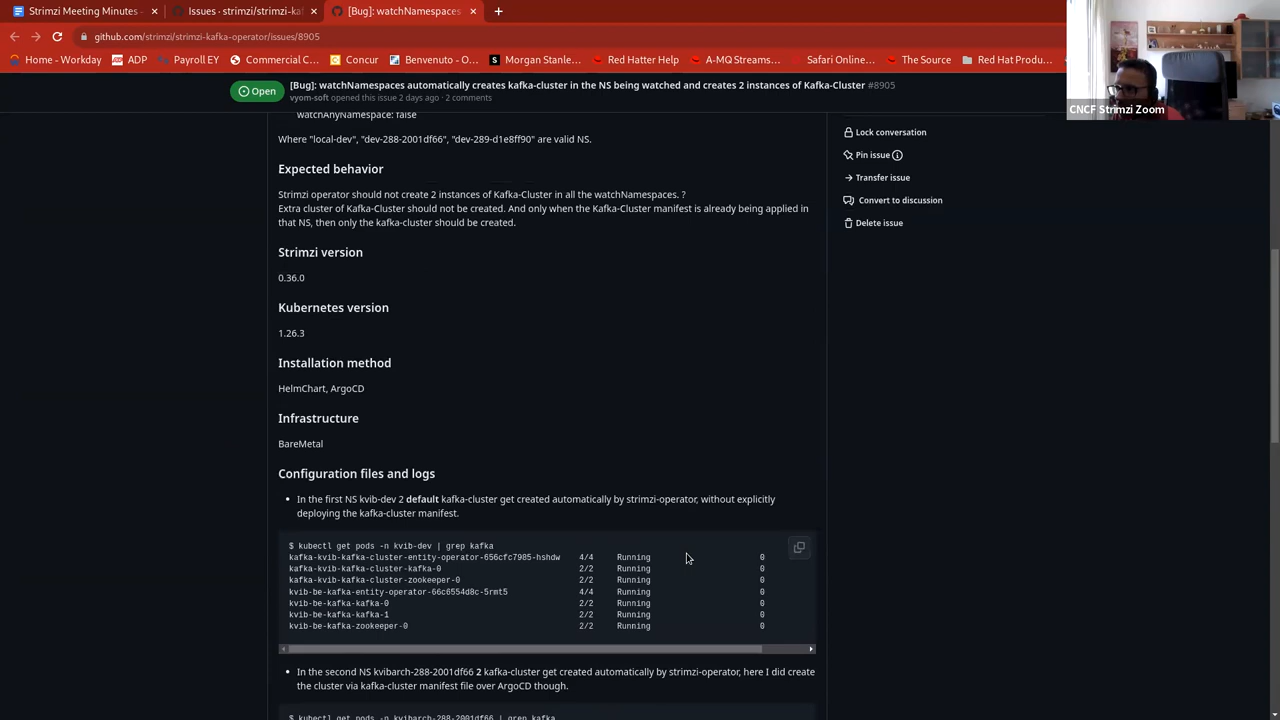 Strimzi Meeting Minutes -
Issues · strimzi/strimzi-ka
[Bug]: watchNamespaces
github.com/strimzi/strimzi-kafka-operator/issues/8905
Home - Workday
ADP
Payroll EY
Commercial C...
Concur
Benvenuto - O...
Morgan Stanle...
Red Hatter Help
A-MQ Streams...
Safari Online...
The Source
Red Hat Produ...
CNCF Strimzi Zoom
Open
[Bug]: watchNamespaces automatically creates kafka-cluster in the NS being watched and creates 2 instances of Kafka-Cluster #8905
vyom-soft opened this issue 2 days ago · 2 comments
watchAnyNamespace: false
Where "local-dev", "dev-288-2001df66", "dev-289-d1e8ff90" are valid NS.
Expected behavior
Strimzi operator should not create 2 instances of Kafka-Cluster in all the watchNamespaces. ?
Extra cluster of Kafka-Cluster should not be created. And only when the Kafka-Cluster manifest is already being applied in
that NS, then only the kafka-cluster should be created.
Strimzi version
0.36.0
Kubernetes version
1.26.3
Installation method
HelmChart, ArgoCD
Infrastructure
BareMetal
Configuration files and logs
• In the first NS kvib-dev 2 default kafka-cluster get created automatically by strimzi-operator, without explicitly
deploying the kafka-cluster manifest.
$ kubectl get pods -n kvib-dev | grep kafka
kafka-kvib-kafka-cluster-entity-operator-656cfc7985-hshdw 4/4 Running 0
kafka-kvib-kafka-cluster-kafka-0 2/2 Running 0
kafka-kvib-kafka-cluster-zookeeper-0 2/2 Running 0
kvib-be-kafka-entity-operator-66c6554d8c-5rmt5 4/4 Running 0
kvib-be-kafka-kafka-0 2/2 Running 0
kvib-be-kafka-kafka-1 2/2 Running 0
kvib-be-kafka-zookeeper-0 2/2 Running 0
• In the second NS kvibarch-288-2001df66 2 kafka-cluster get created automatically by strimzi-operator, here I did create
the cluster via kafka-cluster manifest file over ArgoCD though.
$ kubectl get pods -n kvibarch-288-2001df66 | grep kafka
Lock conversation
Pin issue
Transfer issue
Convert to discussion
Delete issue